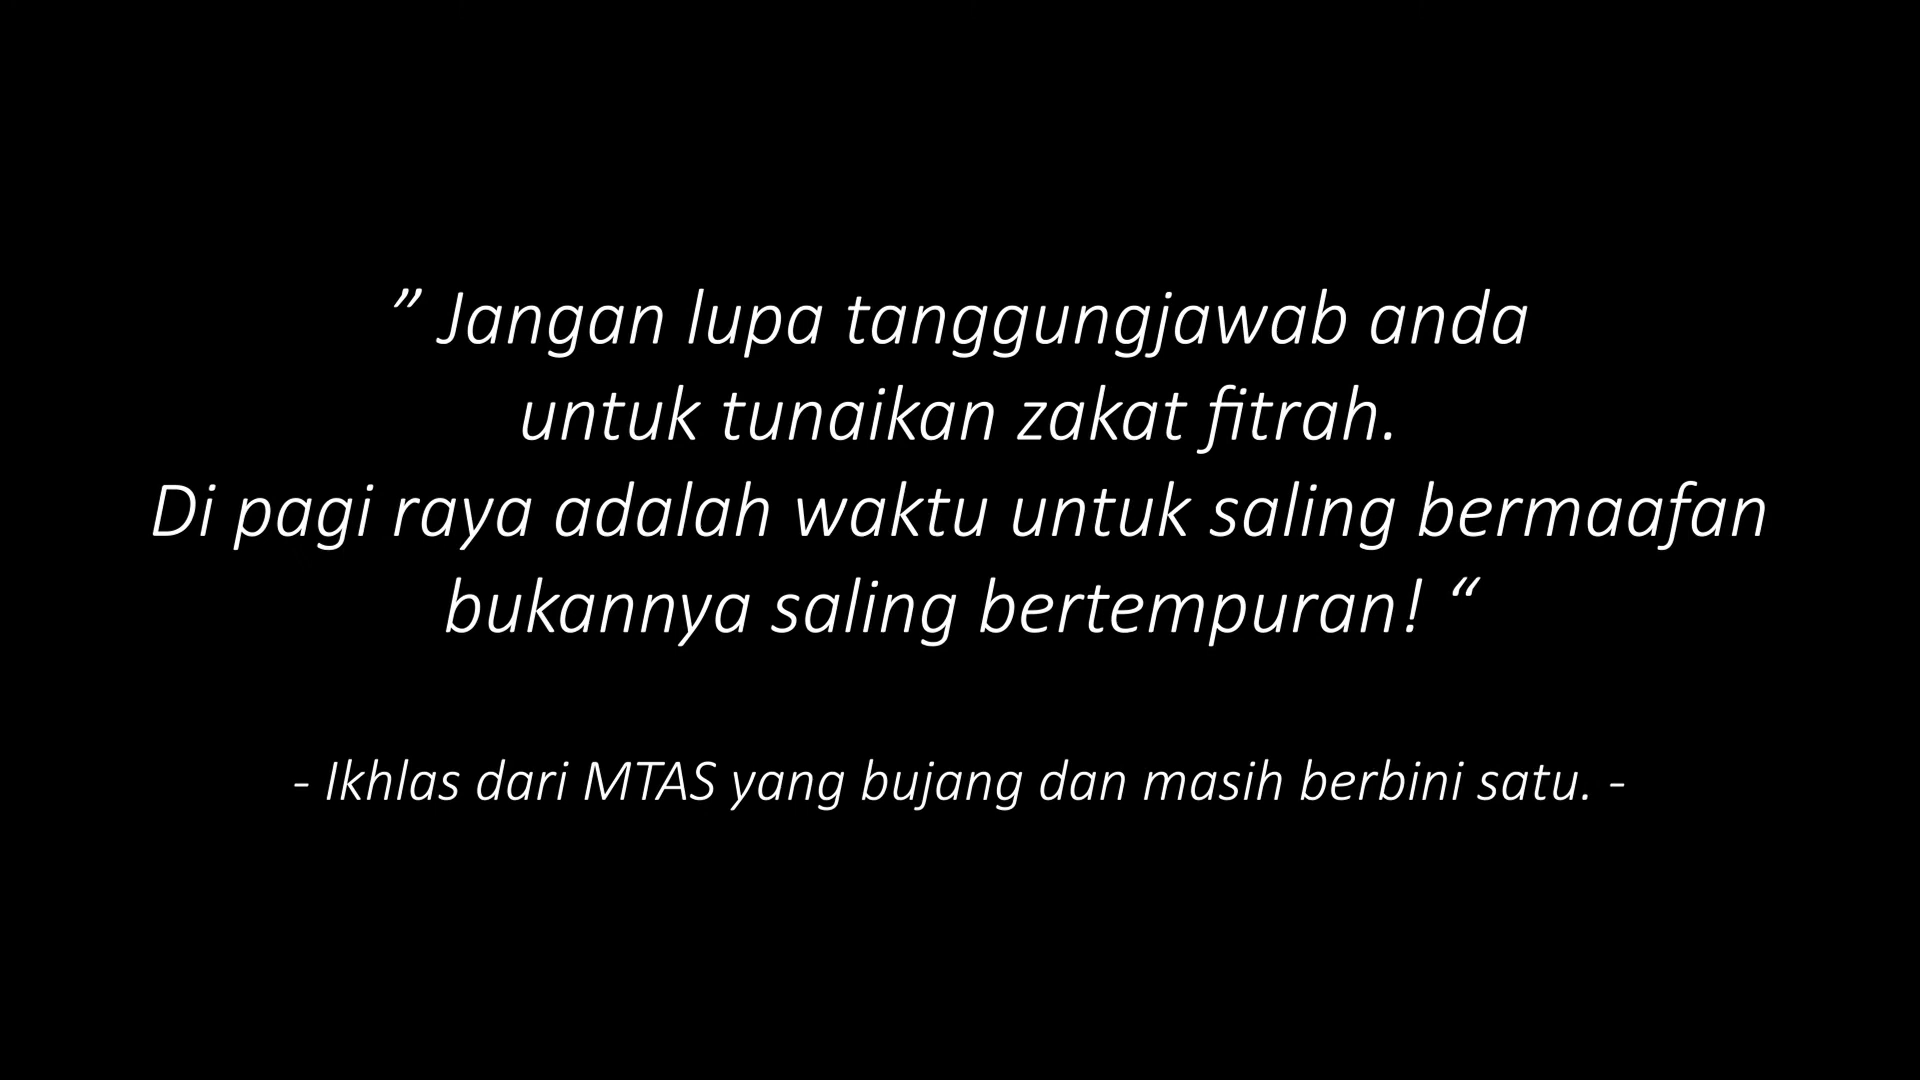 ” Jangan lupa tanggungjawab anda
untuk tunaikan zakat fitrah.
Di pagi raya adalah waktu untuk saling bermaafan
bukannya saling bertempuran! “
- Ikhlas dari MTAS yang bujang dan masih berbini satu. -